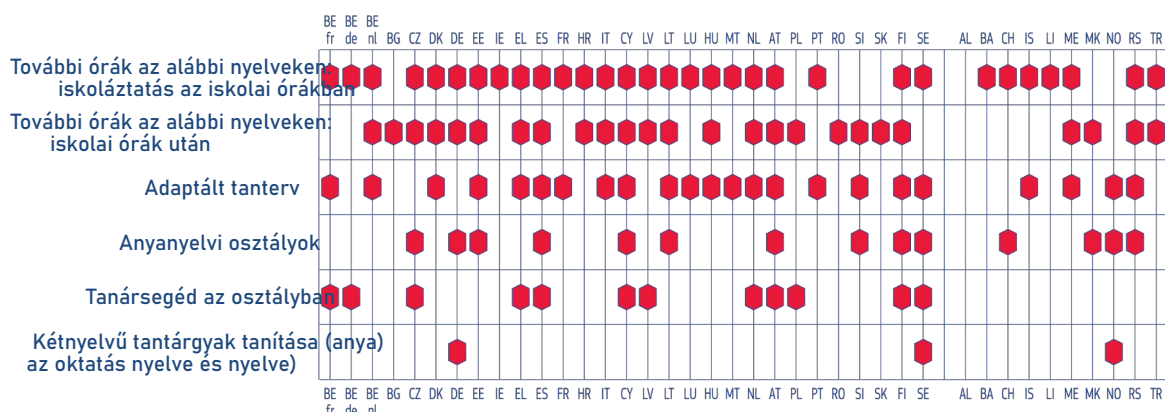 BE BE BE
fr de nl BG CZ DK DE EE IE EL ES FR HR IT CY LV LT LU HU MT NL AT PL PT RO SI SK FI SE AL BA CH IS LI ME MK NO RS TR
További órák az alábbi nyelveken:
iskoláztatás az iskolai órákban
További órák az alábbi nyelveken:
iskolai órák után
Adaptált tanterv
Anyanyelvi osztályok
Tanársegéd az osztályban
Kétnyelvű tantárgyak tanítása (anya)
az oktatás nyelve és nyelve)
BE BE BE BG CZ DK DE EE IE EL ES FR HR IT CY LV LT LU HU MT NL AT PL PT RO SI SK FI SE AL BA CH IS LI ME MK NO RS TR
fr de nl